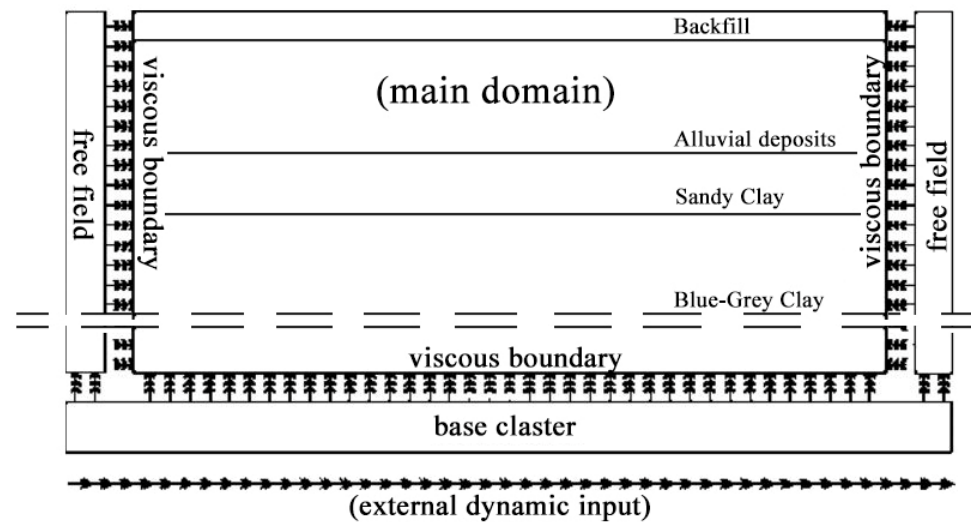 Backfill
(main domain)
viscous boundary
viscous boundary
free field
free field
Alluvial deposits
Sandy Clay
Blue-Grey Clay
viscous boundary
base claster
(external dynamic input)